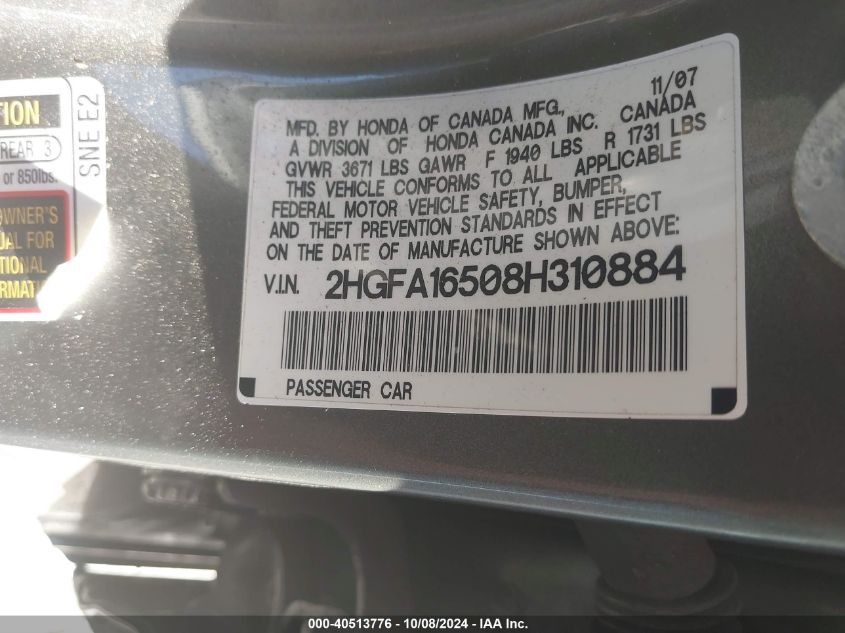 TION
REAR 3
or 850lbs.
OWNER'S
UAL FOR
TIONAL
RMAT
SNE E2
11/07
MFD. BY HONDA OF CANADA MFG.,
A DIVISION OF HONDA CANADA INC. CANADA
GVWR 3671 LBS GAWR F 1940 LBS R 1731 LBS
THIS VEHICLE CONFORMS TO ALL APPLICABLE
FEDERAL MOTOR VEHICLE SAFETY, BUMPER,
AND THEFT PREVENTION STANDARDS IN EFFECT
ON THE DATE OF MANUFACTURE SHOWN ABOVE:
V.I.N. 2HGFA16508H310884
PASSENGER CAR
000-40513776 - 10/08/2024 - IAA Inc.